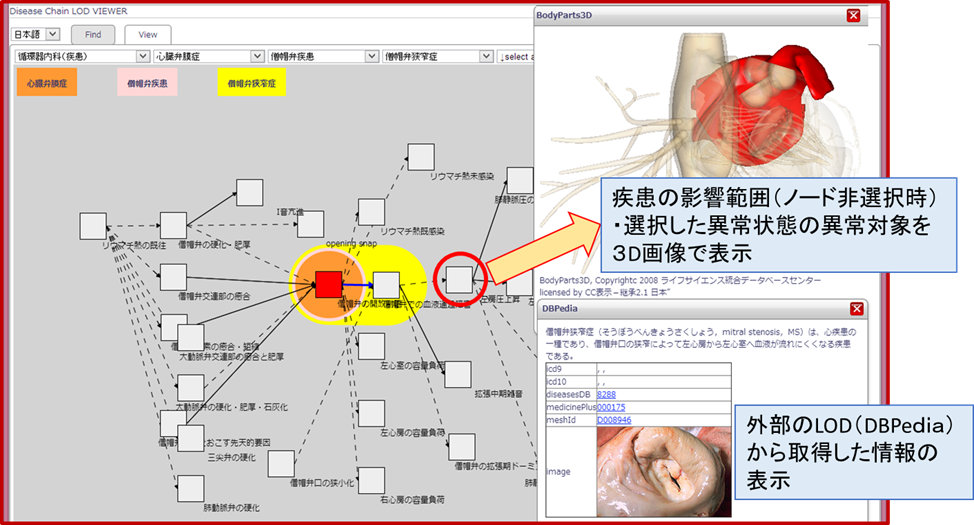 Disease Chain LOD VIEWER
日本語
Find
View
循環器内科(疾患)
心臓弁膜症
僧帽弁疾患
僧帽弁狭窄症
↓select a
心臓弁膜症
僧帽弁疾患
僧帽弁狭窄症
リウマチ熱未感染
肺静脈圧の
I音亢進
リウマチ熱の既往
僧帽弁の硬化・肥厚
リウマチ熱既感染
opening snap
僧帽弁交連部の癒合
僧帽弁の開放
での血液通過障害
左房圧上昇
索の癒合・短縮
大動脈弁交連部の癒合と肥厚
左心室の容量負荷
拡張中期雑音
大動脈弁の硬化・肥厚・石灰化
左心房の容量負荷
僧帽弁
おこす先天的要因
三尖弁の硬化
僧帽弁の拡張期ドーミ
僧帽弁口の狭小化
右心房の容量負荷
肺動脈弁の硬化
BodyParts3D
疾患の影響範囲(ノード非選択時)
・選択した異常状態の異常対象を
3D画像で表示
BodyParts3D, Copyrightc 2008 ライフサイエンス統合データベースセンター
licensed by CC表示－継承2.1 日本"
DBPedia
僧帽弁狭窄症（そうぼうべんきょうさくしょう, mitral stenosis, MS）は、心疾患の
一種であり、僧帽弁口の狭窄によって左心房から左心室へ血液が流れにくくなる疾患
である。
icd9 , ,
icd10 , ,
diseasesDB 8288
medicinePlus 000175
meshId D008946
image
外部のLOD(DBPedia)
から取得した情報の
表示